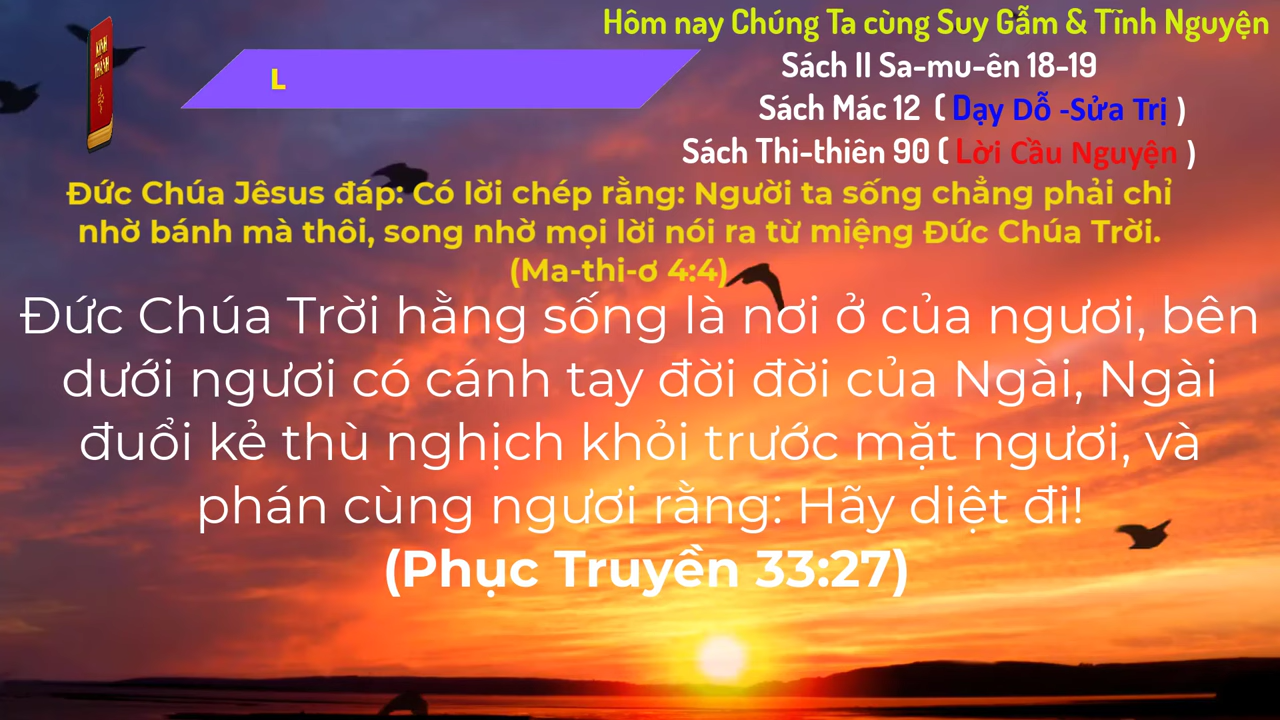 Hôm nay Chúng Ta cùng Suy Gẫm & Tĩnh Nguyện
Sách II Sa-mu-ên 18-19
Sách Mác 12 ( Dạy Dỗ -Sửa Trị )
Sách Thi-thiên 90 ( Lời Cầu Nguyện )
KINH
THÁNH
L
Đức Chúa Jêsus đáp: Có lời chép rằng: Người ta sống chẳng phải chỉ
nhờ bánh mà thôi, song nhờ mọi lời nói ra từ miệng Đức Chúa Trời.
(Ma-thi-ơ 4:4)
Đức Chúa Trời hằng sống là nơi ở của ngươi, bên
dưới ngươi có cánh tay đời đời của Ngài, Ngài
đuổi kẻ thù nghịch khỏi trước mặt ngươi, và
phán cùng ngươi rằng: Hãy diệt đi!
(Phục Truyền 33:27)